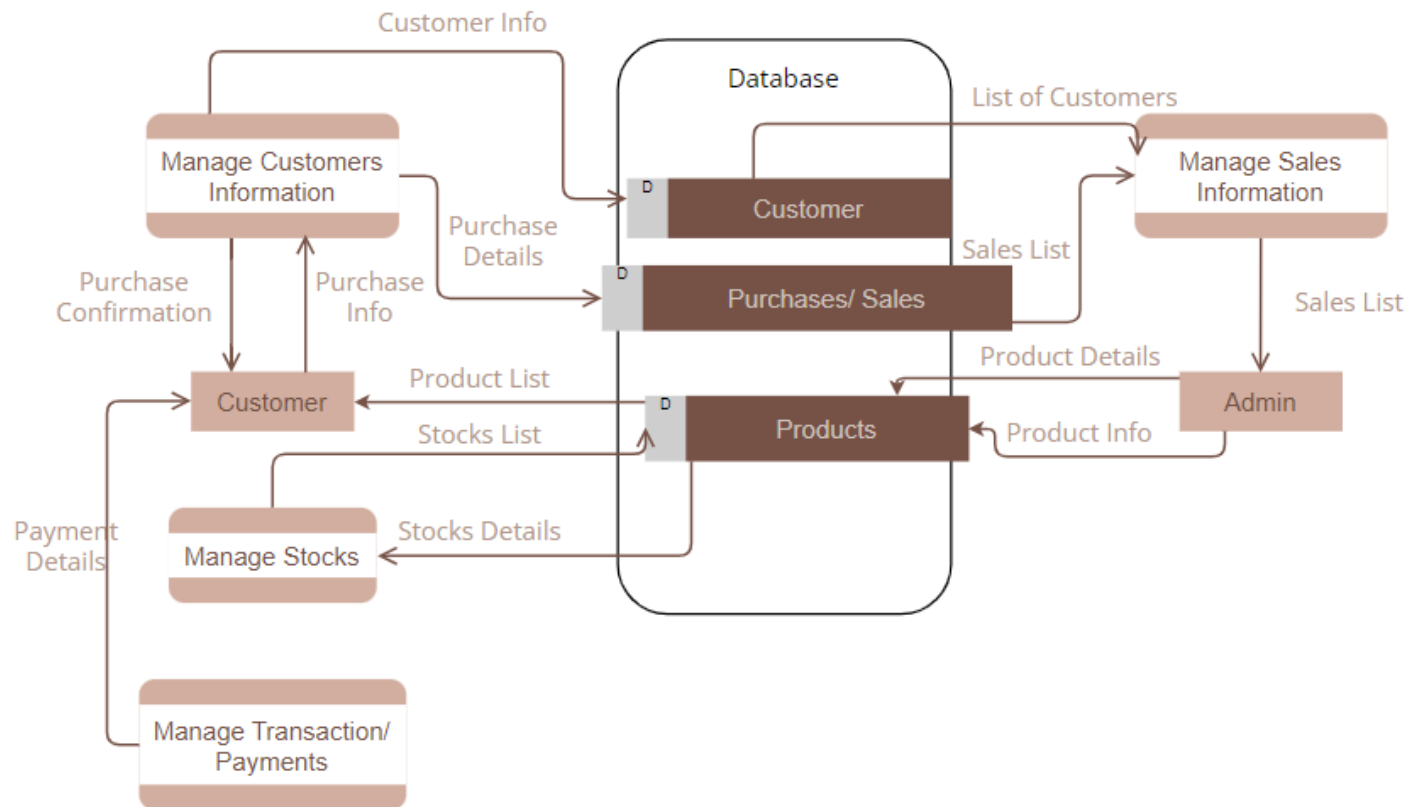 Customer Info
Database
List of Customers
Manage Customers
Information
Manage Sales
Information
D
Customer
Purchase
Details
Sales List
D
Purchases/ Sales
Purchase
Confirmation
Purchase
Info
Sales List
Product Details
Product List
Customer
D
Products
Admin
Stocks List
Product Info
Payment
Details
Stocks Details
Manage Stocks
Manage Transaction/
Payments